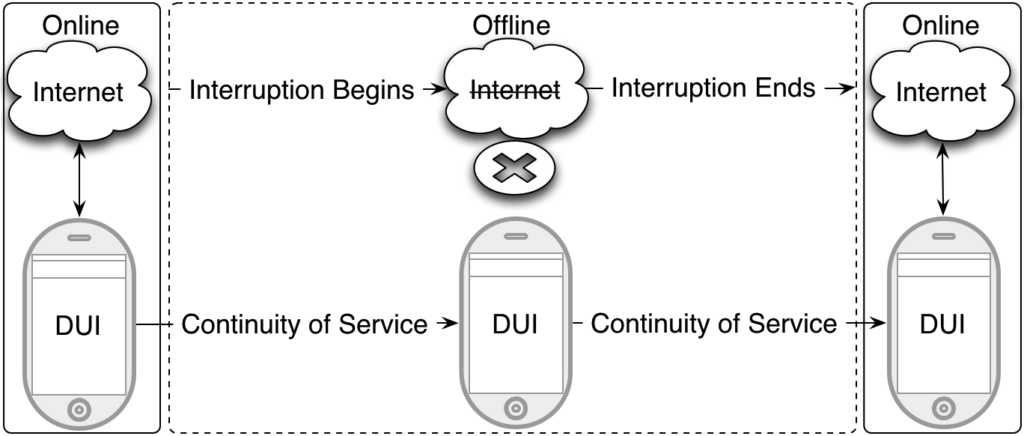 Online
Offline
Online
Internet
Interruption Begins
Internet
Interruption Ends
Internet
DUI
Continuity of Service
DUI
Continuity of Service
DUI